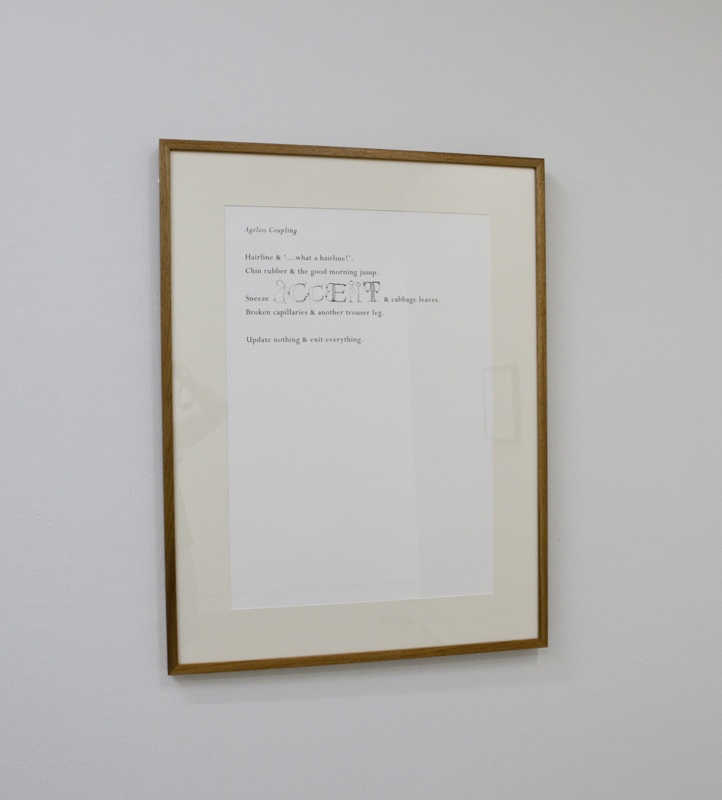 Ageless Coupling
Hairline & "...what a hairline!".
Chin rubber & the good morning jump.
Sneeze aCCEnT & cabbage leaves.
Broken capillaries & another trouser leg.
Update nothing & exit everything.